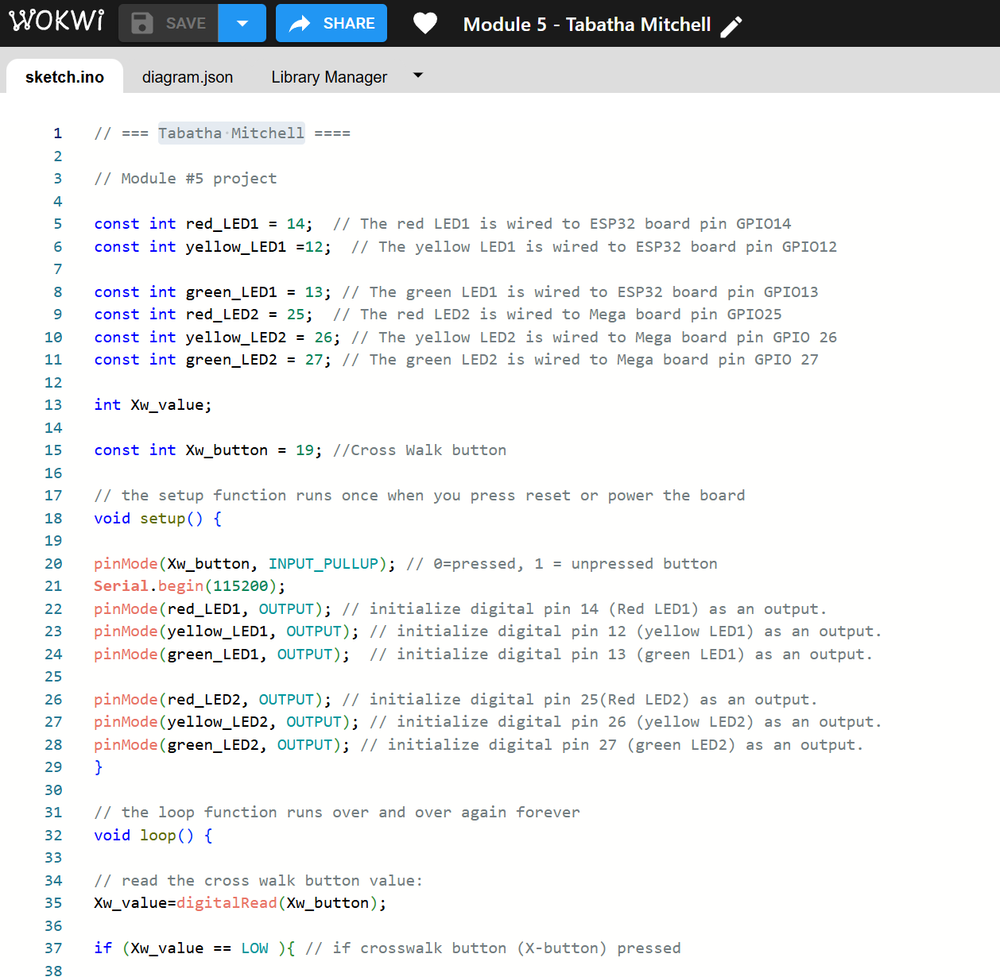 WOKWI SAVE SHARE Module 5 - Tabatha Mitchell
sketch.ino diagram.json Library Manager
1 // === Tabatha Mitchell ====
2
3 // Module #5 project
4
5 const int red_LED1 = 14;  // The red LED1 is wired to ESP32 board pin GPIO14
6 const int yellow_LED1 =12;  // The yellow LED1 is wired to ESP32 board pin GPIO12
7
8 const int green_LED1 = 13; // The green LED1 is wired to ESP32 board pin GPIO13
9 const int red_LED2 = 25;  // The red LED2 is wired to Mega board pin GPIO25
10 const int yellow_LED2 = 26; // The yellow LED2 is wired to Mega board pin GPIO 26
11 const int green_LED2 = 27; // The green LED2 is wired to Mega board pin GPIO 27
12
13 int Xw_value;
14
15 const int Xw_button = 19; //Cross Walk button
16
17 // the setup function runs once when you press reset or power the board
18 void setup() {
19
20 pinMode(Xw_button, INPUT_PULLUP); // 0=pressed, 1 = unpressed button
21 Serial.begin(115200);
22 pinMode(red_LED1, OUTPUT); // initialize digital pin 14 (Red LED1) as an output.
23 pinMode(yellow_LED1, OUTPUT); // initialize digital pin 12 (yellow LED1) as an output.
24 pinMode(green_LED1, OUTPUT);  // initialize digital pin 13 (green LED1) as an output.
25
26 pinMode(red_LED2, OUTPUT); // initialize digital pin 25(Red LED2) as an output.
27 pinMode(yellow_LED2, OUTPUT); // initialize digital pin 26 (yellow LED2) as an output.
28 pinMode(green_LED2, OUTPUT); // initialize digital pin 27 (green LED2) as an output.
29 }
30
31 // the loop function runs over and over again forever
32 void loop() {
33
34 // read the cross walk button value:
35 Xw_value=digitalRead(Xw_button);
36
37 if (Xw_value == LOW ){ // if crosswalk button (X-button) pressed
38